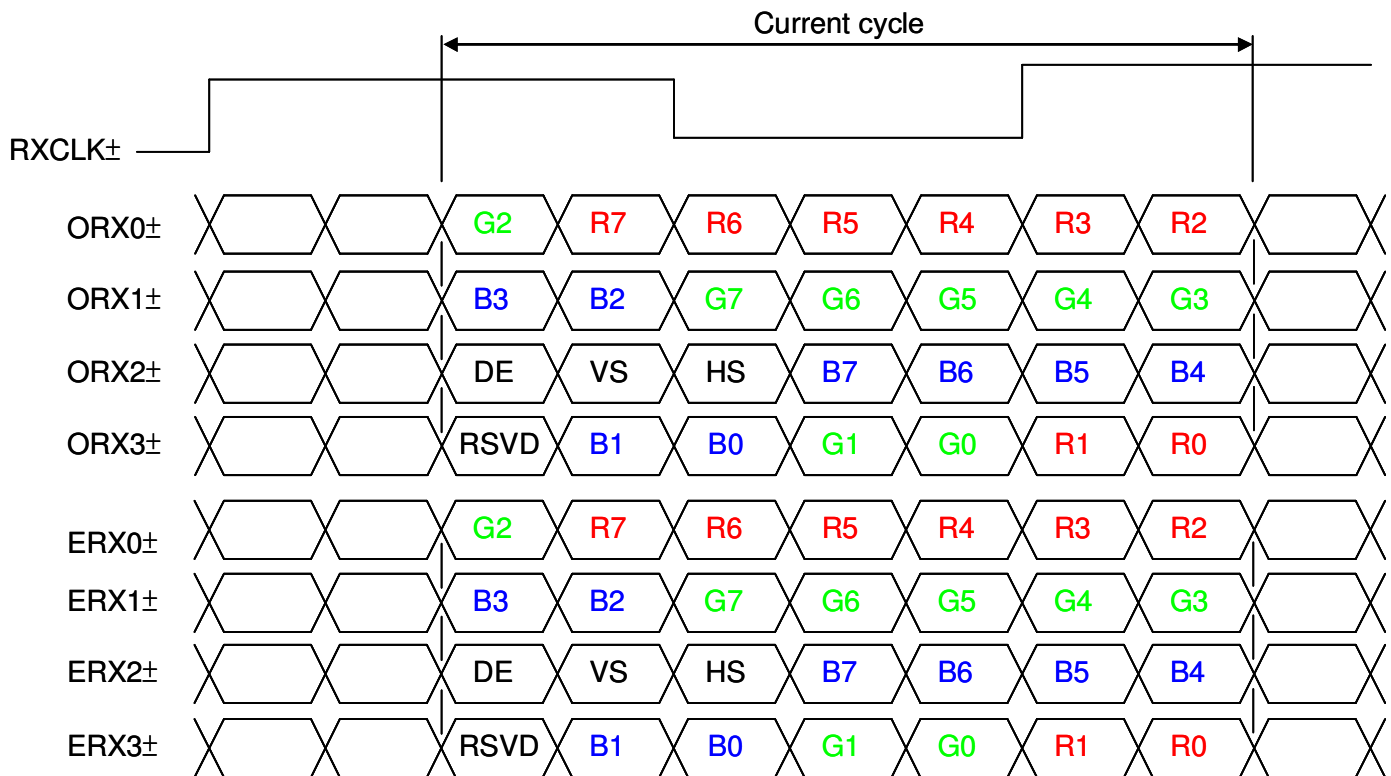 Current cycle
RXCLK±
ORX0± G2 R7 R6 R5 R4 R3 R2
ORX1± B3 B2 G7 G6 G5 G4 G3
ORX2± DE VS HS B7 B6 B5 B4
ORX3± RSVD B1 B0 G1 G0 R1 R0
ERX0± G2 R7 R6 R5 R4 R3 R2
ERX1± B3 B2 G7 G6 G5 G4 G3
ERX2± DE VS HS B7 B6 B5 B4
ERX3± RSVD B1 B0 G1 G0 R1 R0